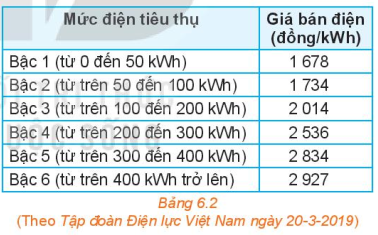 Mức điện tiêu thụ Giá bán điện (đồng/kWh)
Bậc 1 (từ 0 đến 50 kWh) 1 678
Bậc 2 (từ trên 50 đến 100 kWh) 1 734
Bậc 3 (từ trên 100 đến 200 kWh) 2 014
Bậc 4 (từ trên 200 đến 300 kWh) 2 536
Bậc 5 (từ trên 300 đến 400 kWh) 2 834
Bậc 6 (từ trên 400 kWh trở lên) 2 927
Bảng 6.2
(Theo Tập đoàn Điện lực Việt Nam ngày 20-3-2019)